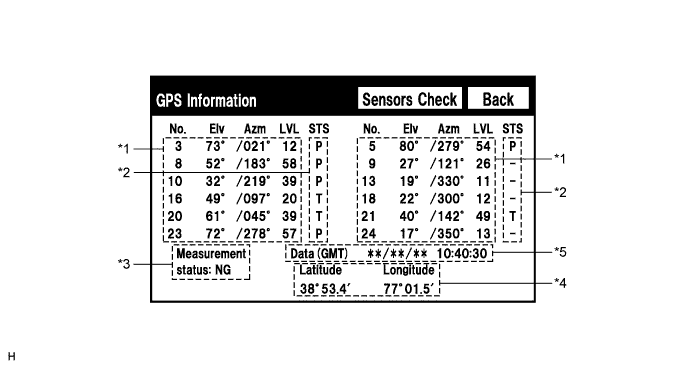 GPS Information Sensors Check Back
No. Elv Azm LVL STS No. Elv Azm LVL STS
*1 3 73° /021° 12 P 5 80° /279° 54 P
8 52° /183° 58 P 9 27° /121° 26 - *1
*2 10 32° /219° 39 P 13 19° /330° 11 -
16 49° /097° 20 T 18 22° /300° 12 - *2
20 61° /045° 39 T 21 40° /142° 49 T
23 72° /278° 57 P 24 17° /350° 13 -
*3 Measurement
status: NG
Data (GMT) **/**/** 10:40:30 *5
Latitude Longitude
38°53.4′ 77°01.5′ *4
H